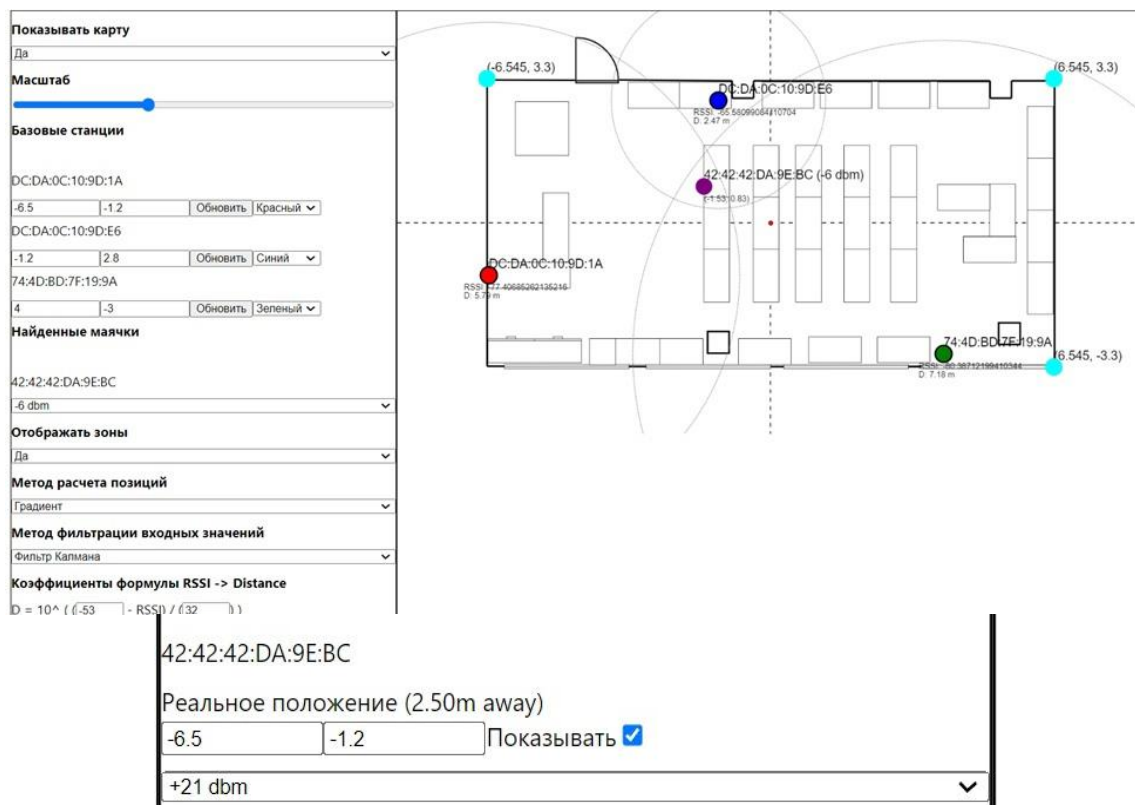 Показывать карту
Да
Масштаб
Базовые станции
DC:DA:0C:10:9D:1A
-6.5 -1.2 Обновить Красный
DC:DA:0C:10:9D:E6
-1.2 2.8 Обновить Синий
74:4D:BD:7F:19:9A
4 -3 Обновить Зеленый
Найденные маячки
42:42:42:DA:9E:BC
-6 dbm
Отображать зоны
Да
Метод расчета позиций
Градиент
Метод фильтрации входных значений
Фильтр Калмана
Коэффициенты формулы RSSI -> Distance
D = 10^ ( (-53 - RSSI) / (32 ) )
(-6.545, 3.3)
(6.545, 3.3)
DC:DA:0C:10:9D:E6
D: 2.47 m
42:42:42:DA:9E:BC (-6 dbm)
(-1.53, 0.83)
DC:DA:0C:10:9D:1A
D: 5.79 m
74:4D:BD:7F:19:9A
D: 7.18 m
(6.545, -3.3)
42:42:42:DA:9E:BC
Реальное положение (2.50m away)
-6.5 -1.2 Показывать
+21 dbm